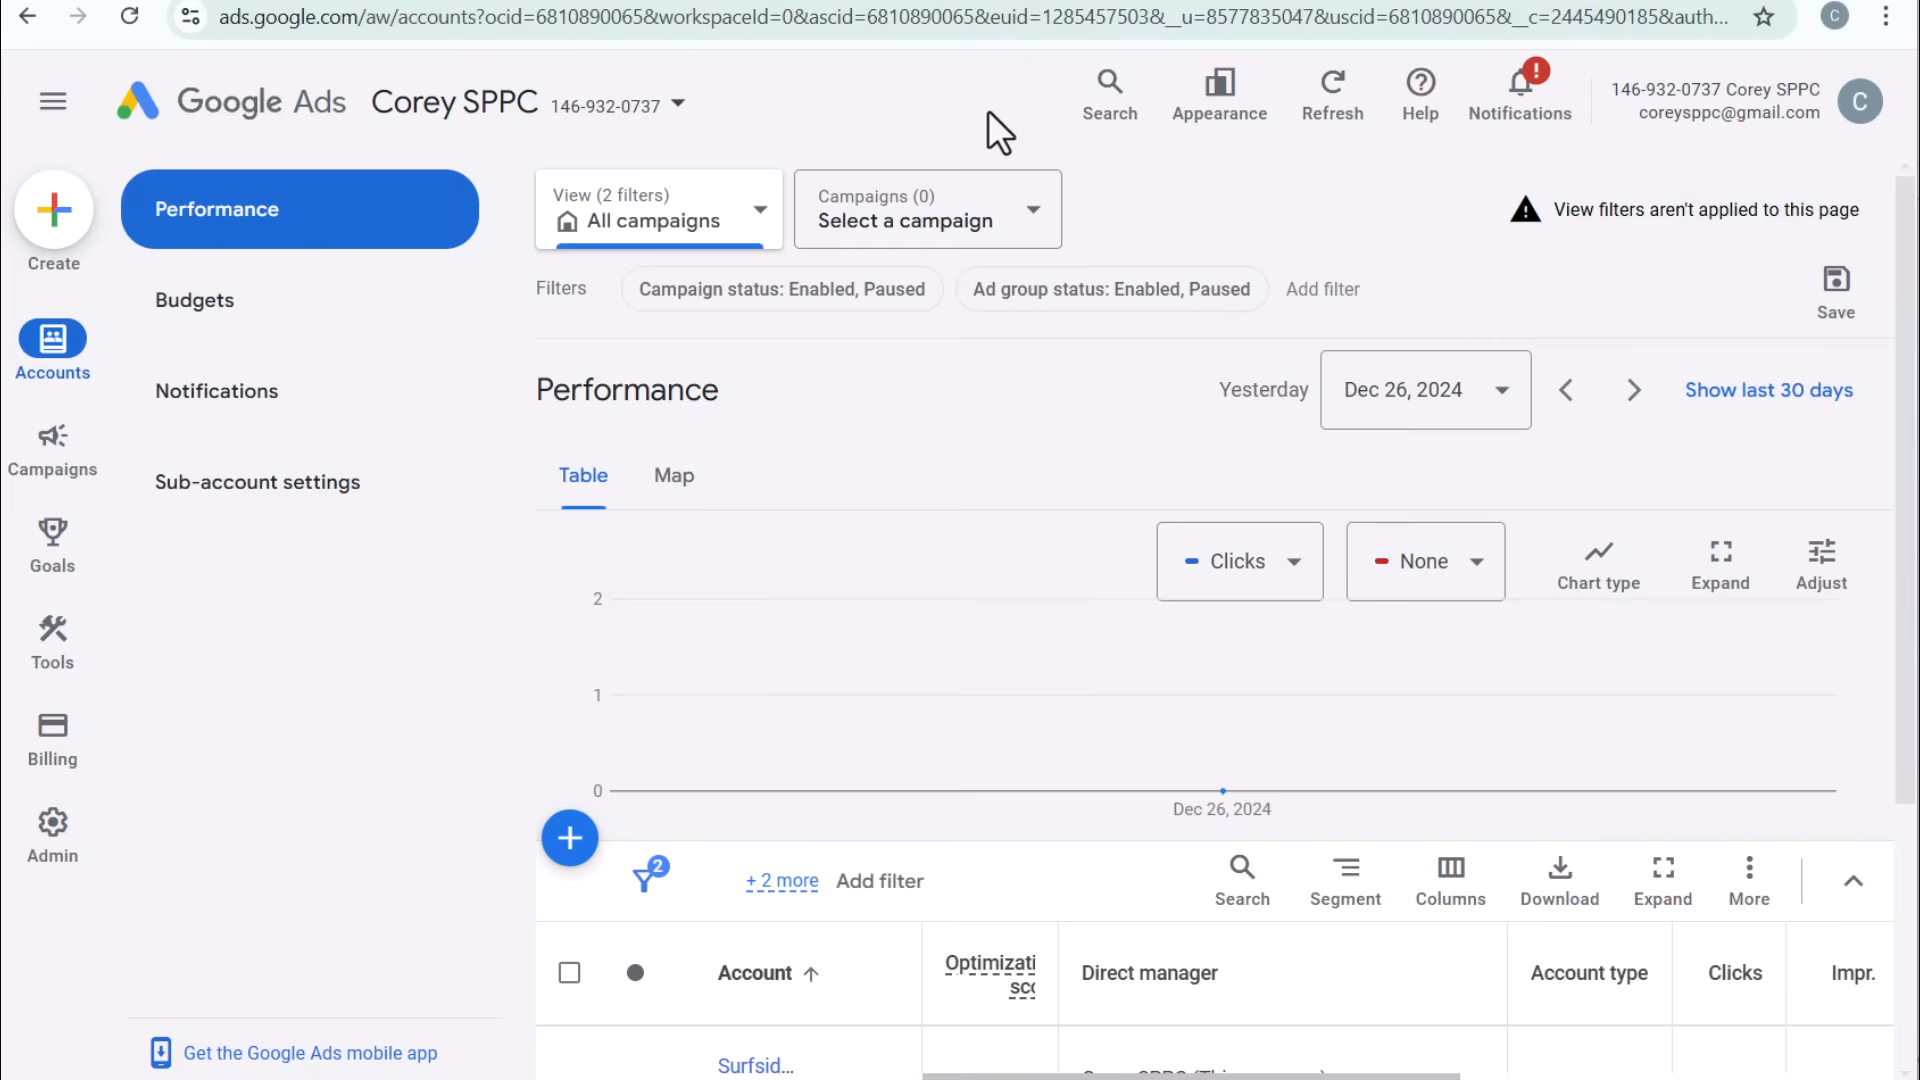 ads.google.com/aw/accounts?ocid=6810890065&workspaceId=0&ascid=6810890065&euid=1285457503&__u=8577835047&uscid=6810890065&__c=2445490185&auth...
C
Google Ads
Corey SPPC 146-932-0737
Search
Appearance
Refresh
Help
!
Notifications
146-932-0737 Corey SPPC
coreysppc@gmail.com
C
Create
Accounts
Campaigns
Goals
Tools
Billing
Admin
Performance
Budgets
Notifications
Sub-account settings
Get the Google Ads mobile app
View (2 filters)
All campaigns
Campaigns (0)
Select a campaign
View filters aren't applied to this page
Filters
Campaign status: Enabled, Paused
Ad group status: Enabled, Paused
Add filter
Save
Performance
Yesterday
Dec 26, 2024
Show last 30 days
Table
Map
Clicks
None
Chart type
Expand
Adjust
2
1
0
Dec 26, 2024
2
+ 2 more
Add filter
Search
Segment
Columns
Download
Expand
More
Account
Optimizati
sco
Direct manager
Account type
Clicks
Impr.
Surfsid...